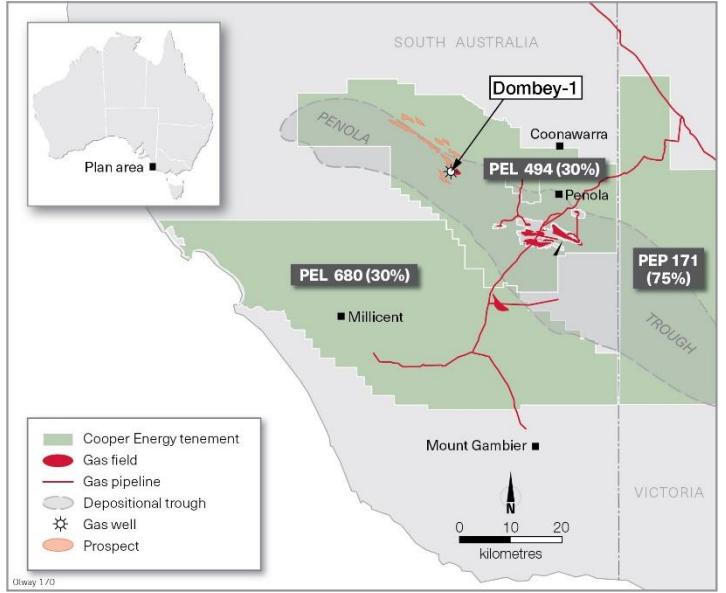 SOUTH AUSTRALIA
Dombey-1
PENOLA
Coonawarra
Plan area
PEL 494 (30%)
Penola
PEP 171
(75%)
PEL 680 (30%)
Millicent
TROUGH
Cooper Energy tenement
Gas field
Gas pipeline
Depositional trough
Gas well
Prospect
Mount Gambier
VICTORIA
N
0 10 20
kilometres
Otway 170